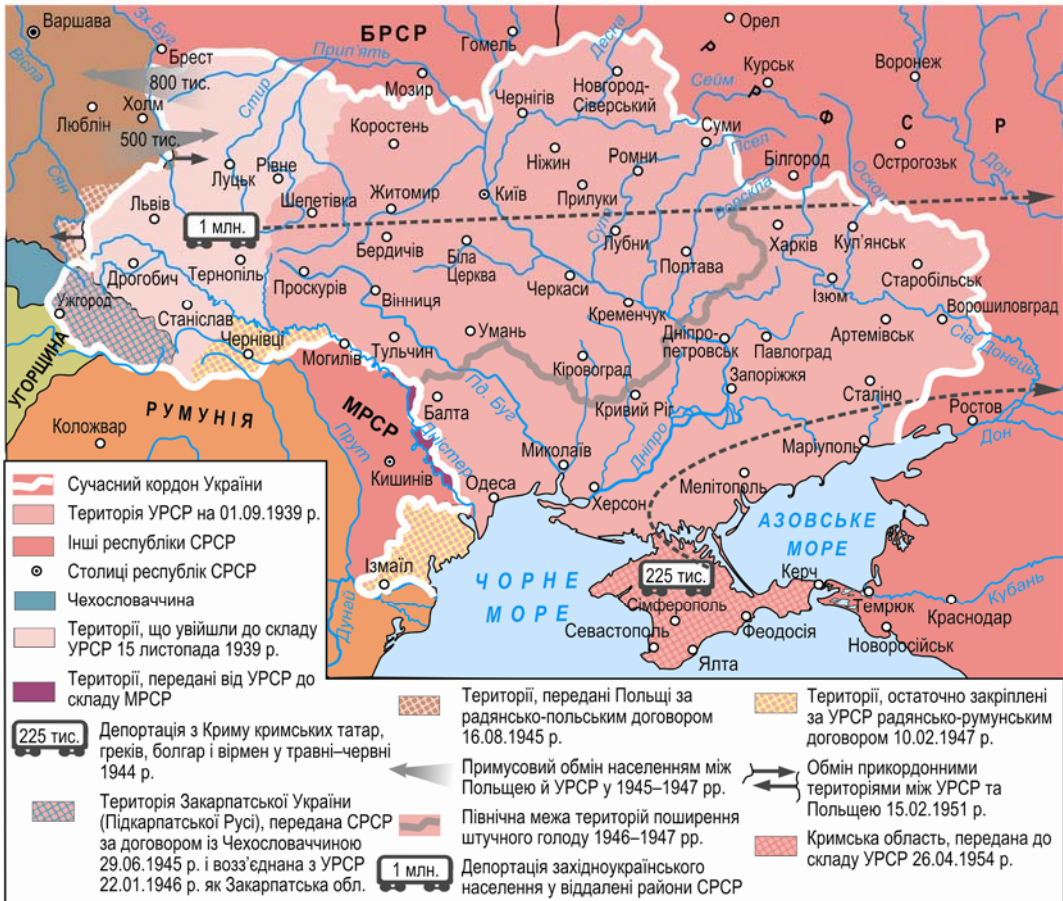 Варшава
Зх. Буг
БРСР
Гомель
Десна
Орел
Р
Р
Ф
С
Р
Вісла
Брест
Прип'ять
Курськ
Воронеж
800 тис.
Мозир
Новгород-
Сіверський
Сейм
Стир
Чернігів
Холм
Люблін
500 тис.
Коростень
Суми
Псел
Острогозьк
Дон
Ніжин
Ромни
Білгород
Оскол
Сян
Луцьк
Рівне
Житомир
Київ
Прилуки
Ворскла
Львів
Шепетівка
1 млн.
Сула
Лубни
Харків
Куп'янськ
Бердичів
Біла
Церква
Полтава
Дрогобич
Тернопіль
Проскурів
Черкаси
Старобільськ
Ізюм
Ужгород
Вінниця
Кременчук
Ворошиловград
Станіслав
Умань
Дніпро-
петровськ
Артемівськ
Сів. Донець
Чернівці
Могилів
Тульчин
Павлоград
УГОРЩИНА
Кіровоград
Запоріжжя
РУМУНІЯ
МРСР
Балта
Пд. Буг
Кривий Ріг
Сталіно
Коложвар
Ростов
Прут
Дністер
Миколаїв
Дніпро
Маріуполь
Дон
Кишинів
Одеса
Херсон
Мелітополь
АЗОВСЬКЕ
МОРЕ
Ізмаїл
ЧОРНЕ
МОРЕ
225 тис.
Керч
Кубань
Дунай
Сімферополь
Темрюк
Краснодар
Севастополь
Феодосія
Новоросійськ
Ялта
Сучасний кордон України
Територія УРСР на 01.09.1939 р.
Інші республіки СРСР
Столиці республік СРСР
Чехословаччина
Території, що увійшли до складу
УРСР 15 листопада 1939 р.
Території, передані від УРСР до
складу МРСР
225 тис.
Депортація з Криму кримських татар,
греків, болгар і вірмен у травні–червні
1944 р.
Територія Закарпатської України
(Підкарпатської Русі), передана СРСР
за договором із Чехословаччиною
29.06.1945 р. і возз'єднана з УРСР
22.01.1946 р. як Закарпатська обл.
Території, передані Польщі за
радянсько-польським договором
16.08.1945 р.
Примусовий обмін населенням між
Польщею й УРСР у 1945–1947 рр.
Північна межа територій поширення
штучного голоду 1946–1947 рр.
1 млн.
Депортація західноукраїнського
населення у віддалені райони СРСР
Території, остаточно закріплені
за УРСР радянсько-румунським
договором 10.02.1947 р.
Обмін прикордонними
територіями між УРСР та
Польщею 15.02.1951 р.
Кримська область, передана до
складу УРСР 26.04.1954 р.